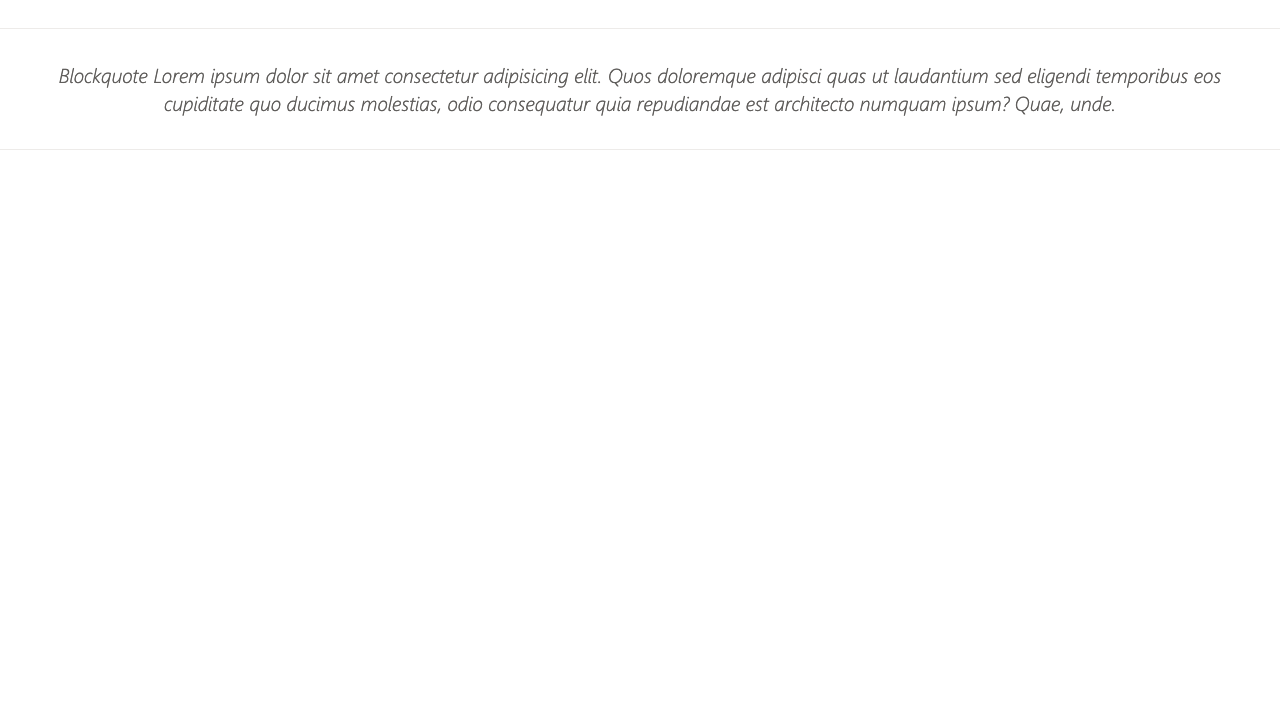 Blockquote Lorem ipsum dolor sit amet consectetur adipisicing elit. Quos doloremque adipisci quas ut laudantium sed eligendi temporibus eos
cupiditate quo ducimus molestias, odio consequatur quia repudiandae est architecto numquam ipsum? Quae, unde.